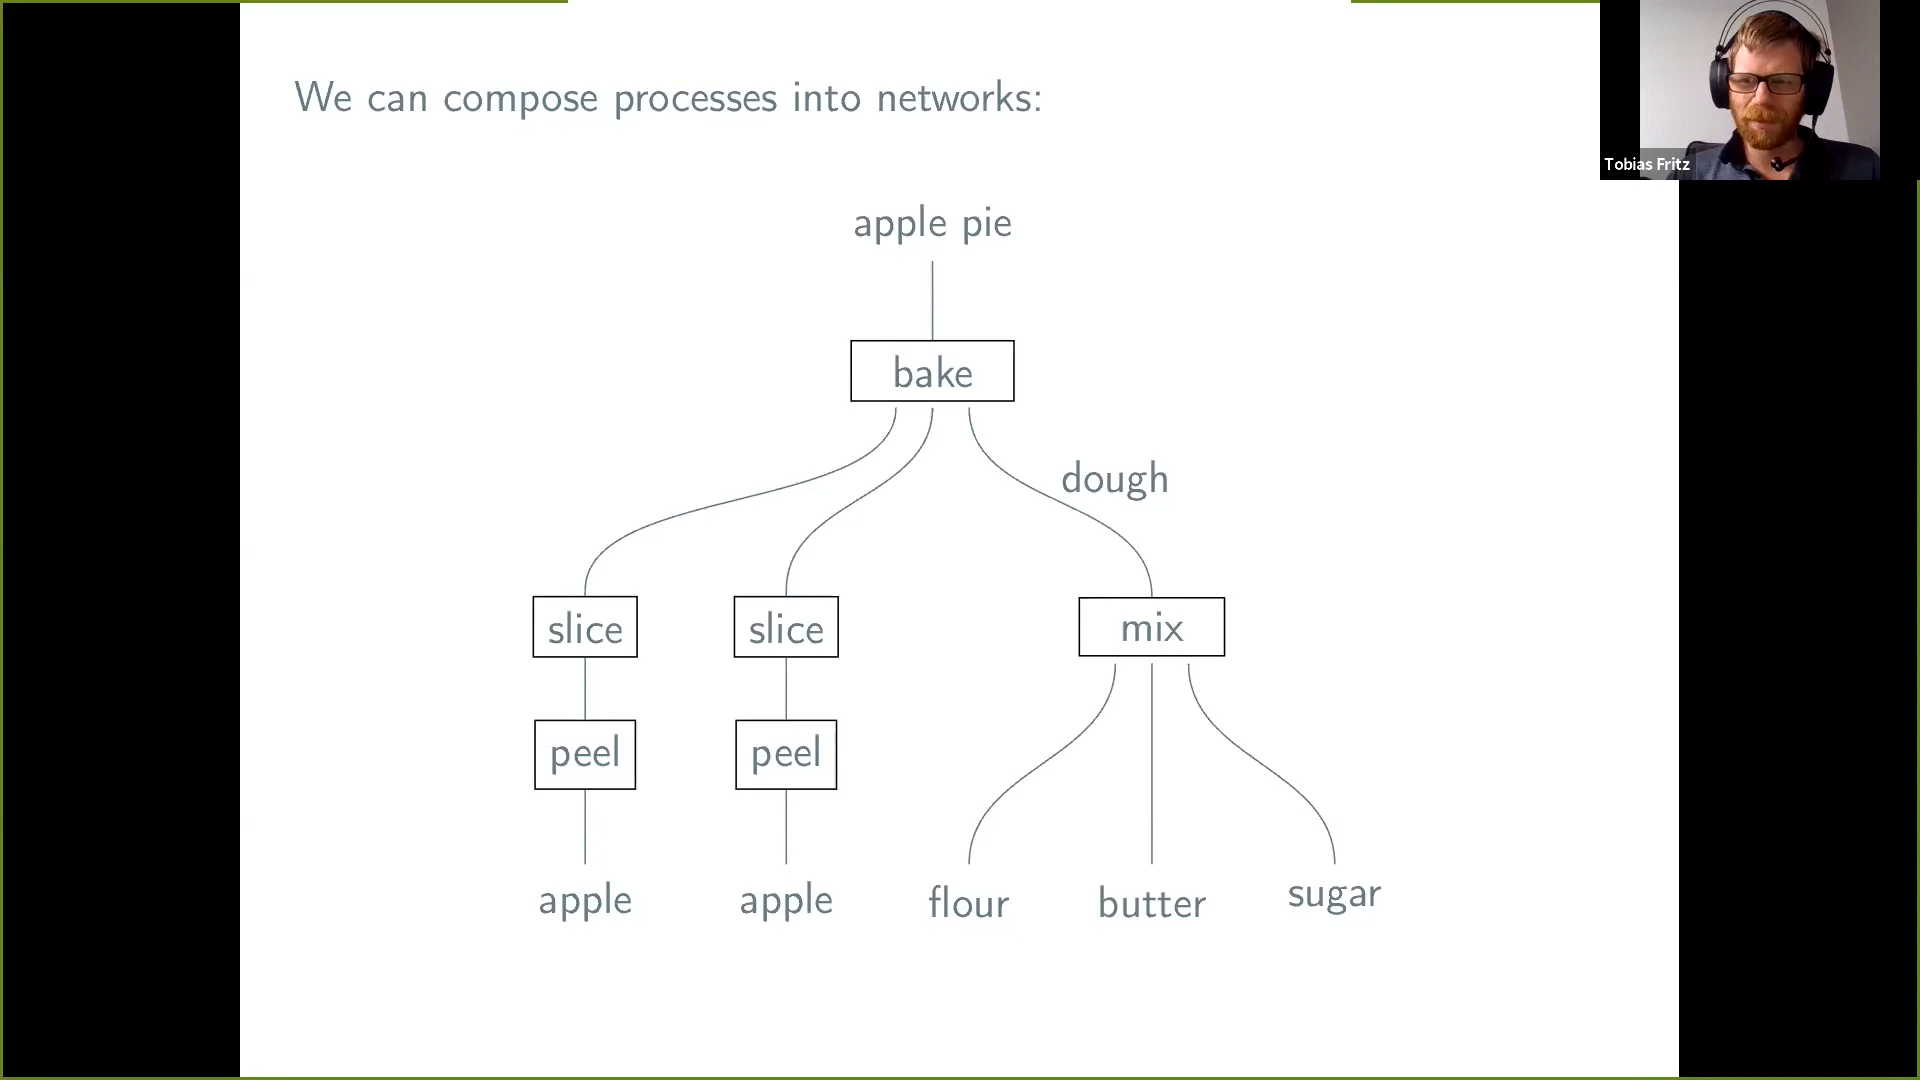 We can compose processes into networks:
Tobias Fritz
apple pie
bake
dough
slice slice mix
peel peel
apple apple flour butter sugar